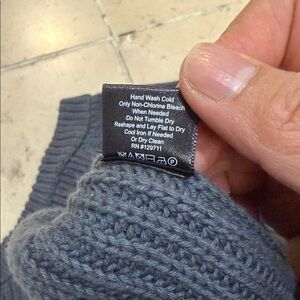 Hand Wash Cold
Only Non-Chlorine Bleach
When Needed
Do Not Tumble Dry
Reshape and Lay Flat to Dry
Cool Iron If Needed
Or Dry Clean
RN #129711